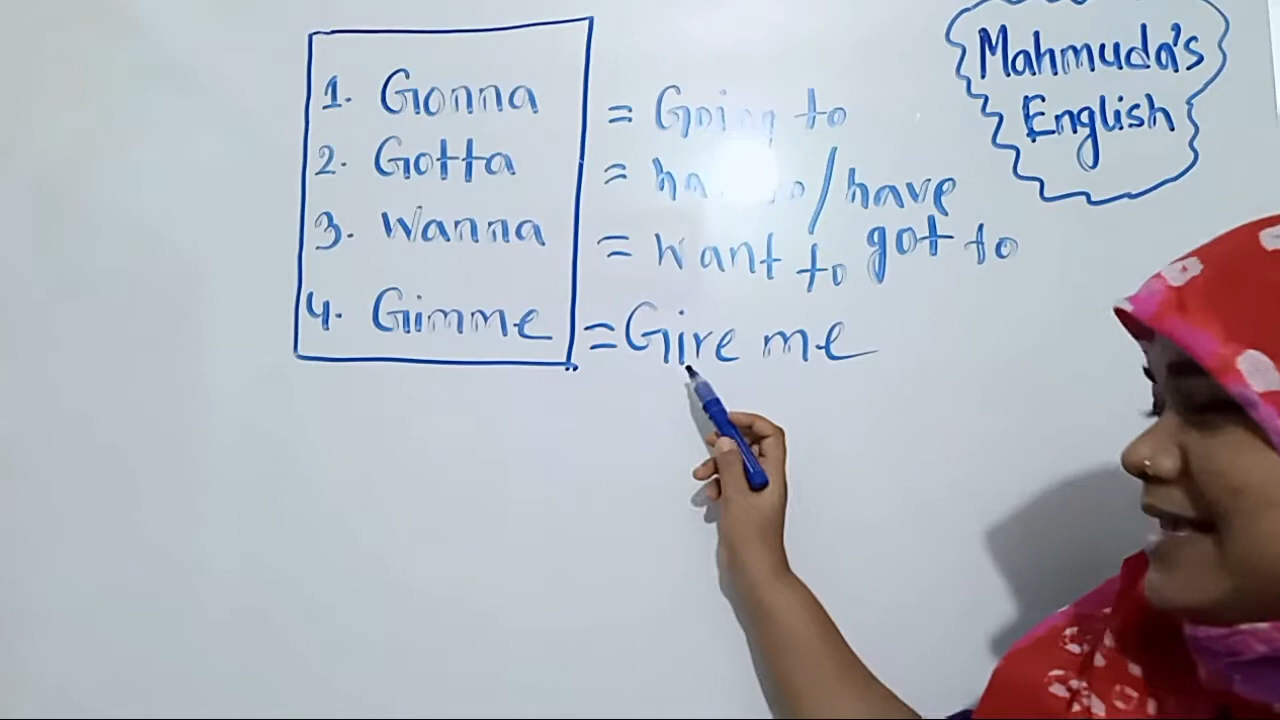 1. Gonna = Going to
2. Gotta = / have got to
3. Wanna = want to
4. Gimme = Give me
Mahmuda's
English